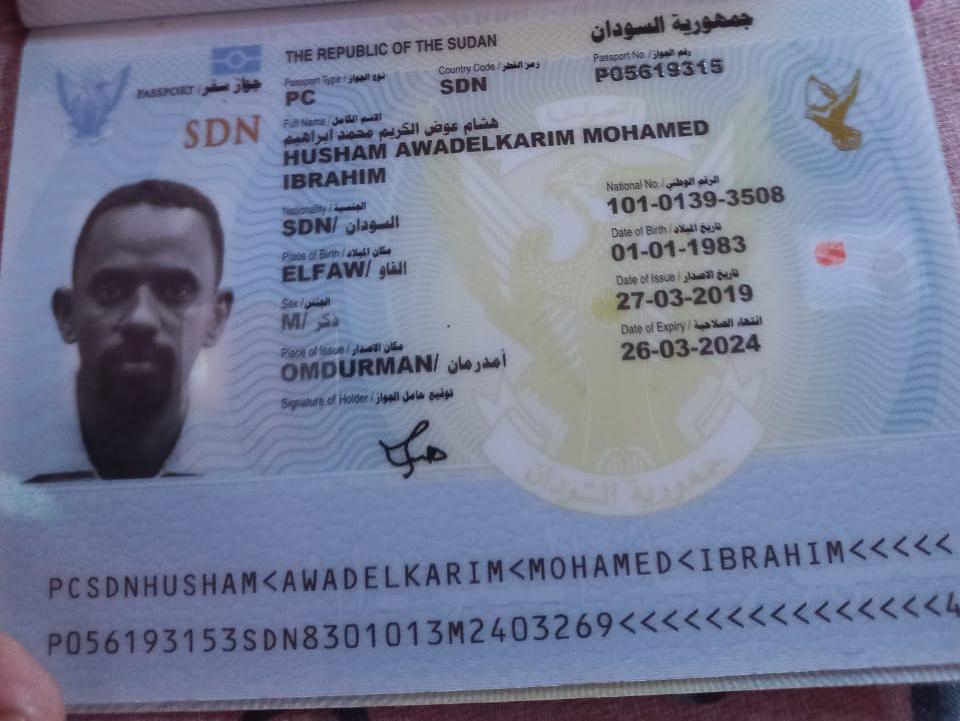 THE REPUBLIC OF THE SUDAN جمهورية السودان
PASSPORT / جواز سفر
SDN
Passport Type / نوع الجواز
PC
Country Code / رمز القطر
SDN
Passport No. / رقم الجواز
P05619315
Full Name / الاسم الكامل
هشام عوض الكريم محمد ابراهيم
HUSHAM AWADELKARIM MOHAMED
IBRAHIM
National No. / الرقم الوطني
101-0139-3508
Nationality / الجنسية
SDN/ السودان
Date of Birth / تاريخ الميلاد
01-01-1983
Place of Birth / مكان الميلاد
ELFAW/ الفاو
Date of Issue / تاريخ الاصدار
27-03-2019
Sex / الجنس
M/ ذكر
Date of Expiry / انتهاء الصلاحية
26-03-2024
Place of Issue / مكان الاصدار
OMDURMAN/ أمدرمان
Signature of Holder / توقيع حامل الجواز
جمهورية السودان
PCSDNHUSHAM<AWADELKARIM<MOHAMED<IBRAHIM<<<<<
P056193153SDN8301013M2403269<<<<<<<<<<<<<<<4